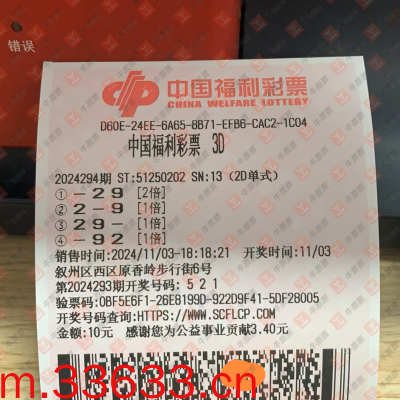 错误
中国福利彩票
CHINA WELFARE LOTTERY
D60E-24EE-6A65-8B71-EFB6-CAC2-1C04
中国福利彩票 3D
2024294期 ST:51250202 SN:13 (2D单式)
①-29 [2倍]
②2-9 [1倍]
③29- [1倍]
④-92 [1倍]
销售时间:2024/11/03-18:18:21 开奖时间:11/03
叙州区西区原香岭步行街6号
第2024293期开奖号码: 5 2 1
验票码:0BF5E6F1-26E8199D-922D9F41-5DF28005
开奖号码查询:HTTPS://WWW.SCFLCP.COM
金额:10元 感谢您为公益事业贡献3.40元
m.33633.cn